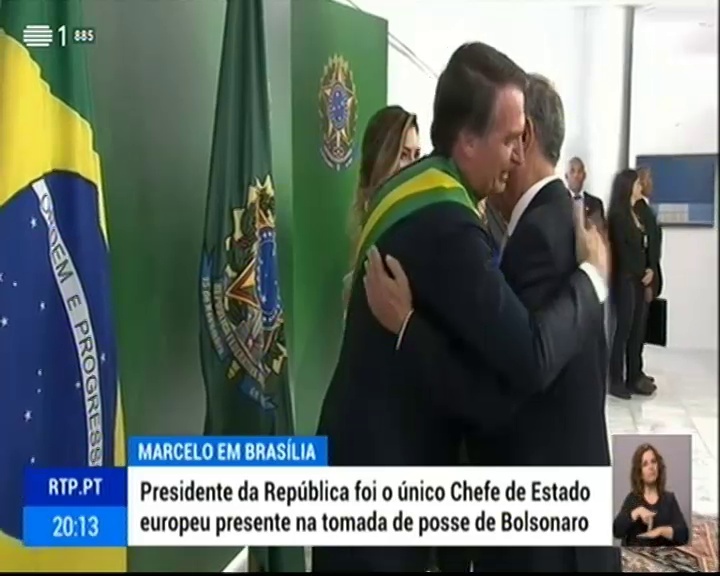 1 885
ORDEM E PROGRESS
MARCELO EM BRASÍLIA
RTP.PT
20:13
Presidente da República foi o único Chefe de Estado
europeu presente na tomada de posse de Bolsonaro